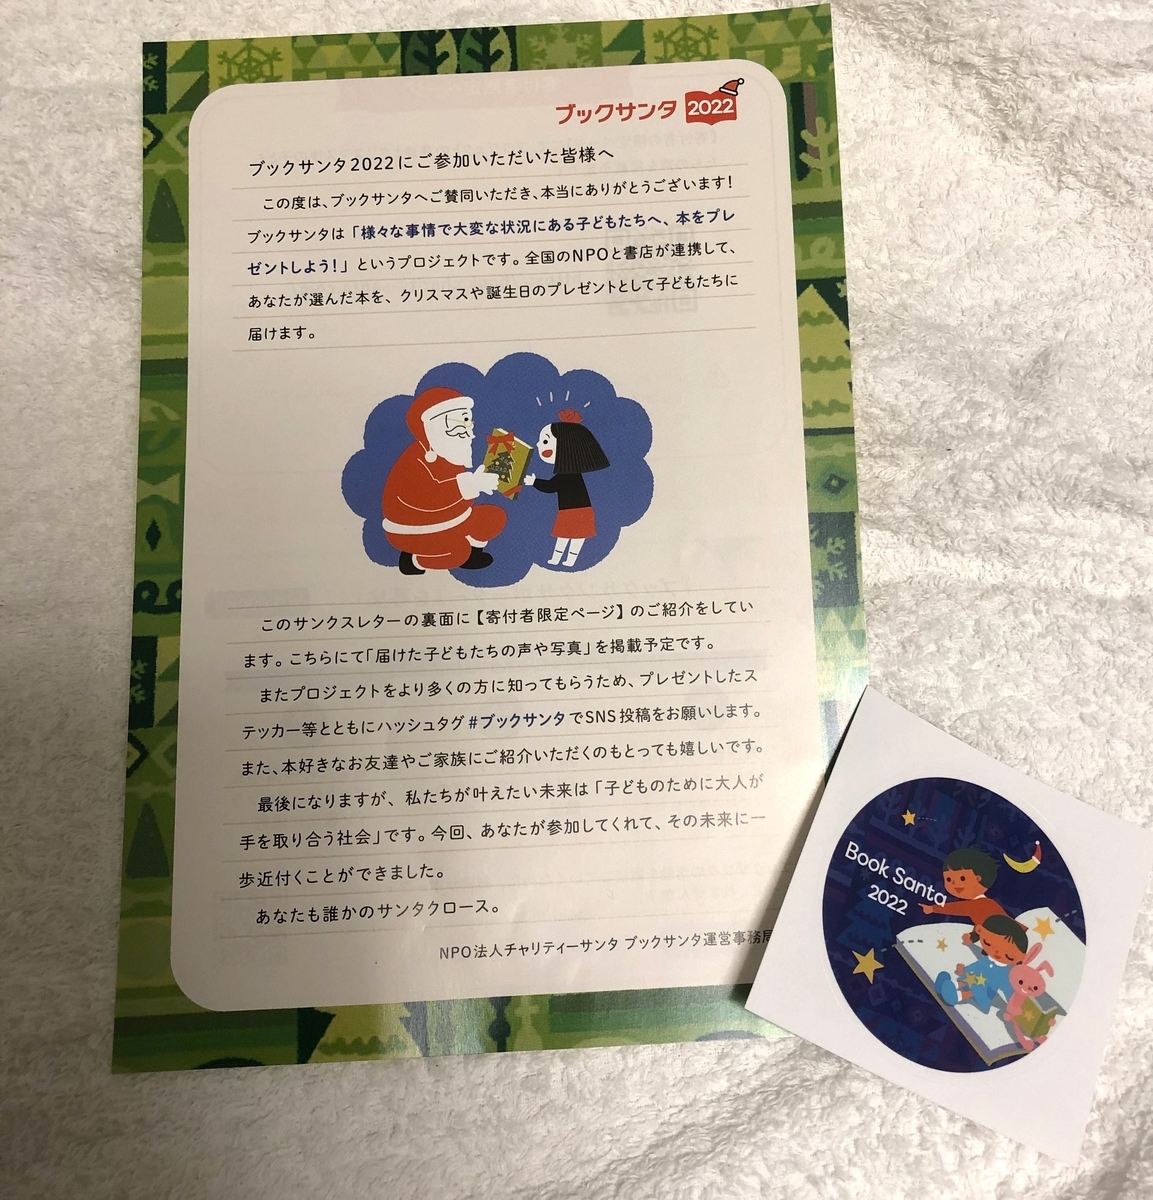 ブックサンタ 2022
ブックサンタ2022にご参加いただいた皆様へ
この度は、ブックサンタへご賛同いただき、本当にありがとうございます！
ブックサンタは「様々な事情で大変な状況にある子どもたちへ、本をプレ
ゼントしよう！」というプロジェクトです。全国のNPOと書店が連携して、
あなたが選んだ本を、クリスマスや誕生日のプレゼントとして子どもたちに
届けます。
このサンクスレターの裏面に【寄付者限定ページ】のご紹介をしてい
ます。こちらにて「届けた子どもたちの声や写真」を掲載予定です。
またプロジェクトをより多くの方に知ってもらうため、プレゼントしたス
テッカー等とともにハッシュタグ#ブックサンタでSNS投稿をお願いします。
また、本好きなお友達やご家族にご紹介いただくのもとっても嬉しいです。
最後になりますが、私たちが叶えたい未来は「子どものために大人が
手を取り合う社会」です。今回、あなたが参加してくれて、その未来に一
歩近付くことができました。
あなたも誰かのサンタクロース。
NPO法人チャリティーサンタ ブックサンタ運営事務局
Book Santa
2022